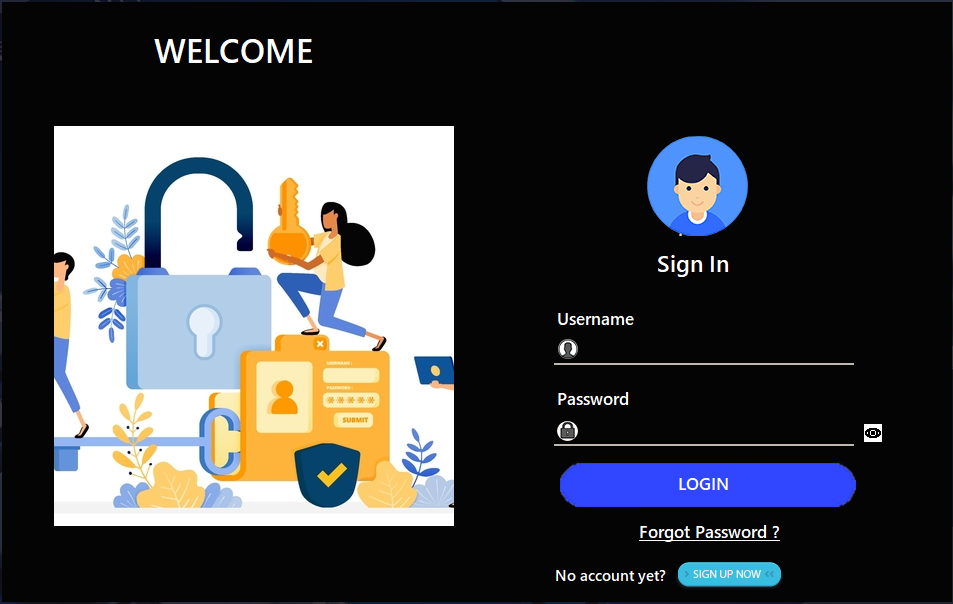 WELCOME
Sign In
Username
Password
LOGIN
Forgot Password ?
No account yet?
SIGN UP NOW
USERNAME :
PASSWORD :
SUBMIT